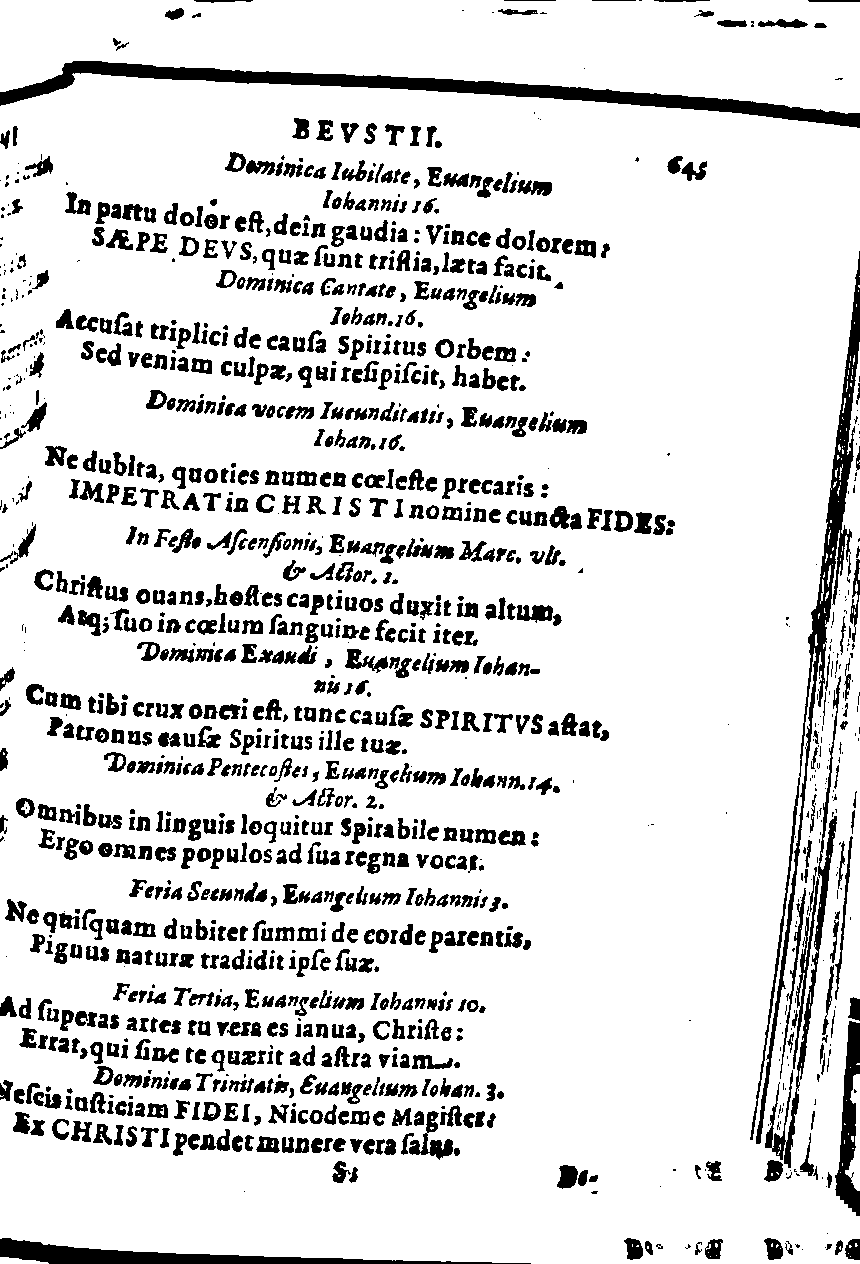 BEVSTII.
645
Dominica Iubilate, Euangelium
Iohannis 16.
In partu dolor eſt, dein gaudia: Vince dolorem:
SÆPE DEVS, quæ ſunt triſtia, læta facit.
Dominica Cantate, Euangelium
Iohan. 16.
Accuſat triplici de cauſa Spiritus Orbem:
Sed veniam culpæ, qui reſipiſcit, habet.
Dominica vocem Iucunditatis, Euangelium
Iohan. 16.
Ne dubita, quoties numen cœleſte precaris:
IMPETRAT in CHRISTI nomine cuncta FIDES:
In Feſto Aſcenſionis, Euangelium Marc. vlt.
& Actor. 1.
Chriſtus ouans, hoſtes captiuos duxit in altum,
Atq; ſuo in cœlum ſanguine fecit iter.
Dominica Exaudi, Euangelium Iohan-
nis 16.
Cum tibi crux oneri eſt, tunc cauſæ SPIRITVS aſtat,
Patronus cauſæ Spiritus ille tuæ.
Dominica Pentecoſtes, Euangelium Iohann. 14.
& Actor. 2.
Omnibus in linguis loquitur Spirabile numen:
Ergo omnes populos ad ſua regna vocat.
Feria Secunda, Euangelium Iohannis 3.
Ne quiſquam dubitet ſummi de corde parentis,
Pignus naturæ tradidit ipſe ſuæ.
Feria Tertia, Euangelium Iohannis 10.
Ad ſuperas artes tu vera es ianua, Chriſte:
Errat, qui ſine te quærit ad aſtra viam.
Dominica Trinitatis, Euangelium Iohan. 3.
Neſcis iuſticiam FIDEI, Nicodeme Magiſter:
Ex CHRISTI pendet munere vera ſalus.
Do-